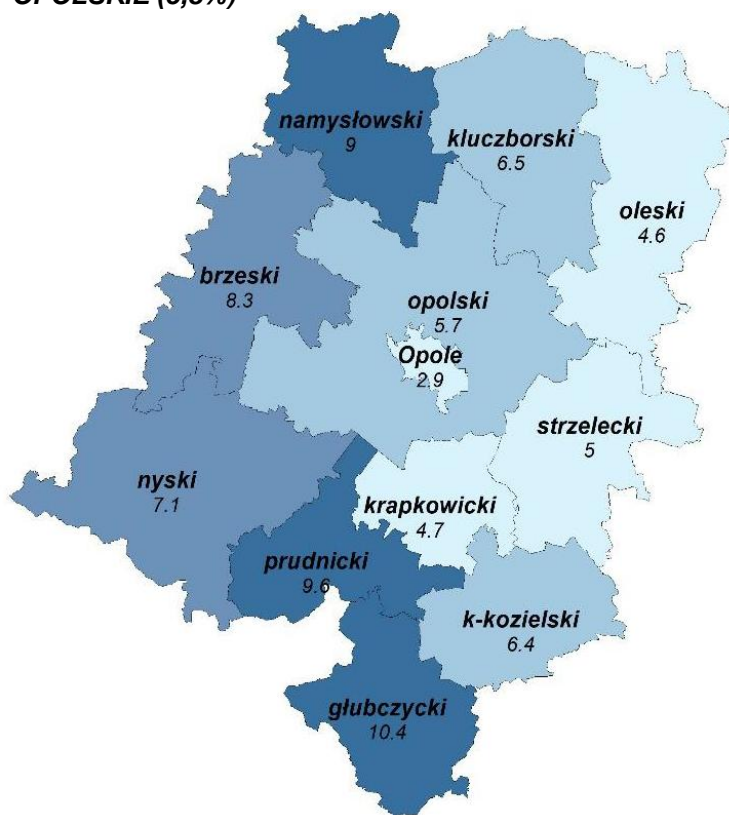 OPOLSKIE
namysłowski
9
kluczborski
6.5
oleski
4.6
brzeski
8.3
opolski
5.7
Opole
2.9
strzelecki
5
nyski
7.1
krapkowicki
4.7
prudnicki
9.6
k-kozielski
6.4
głubczycki
10.4